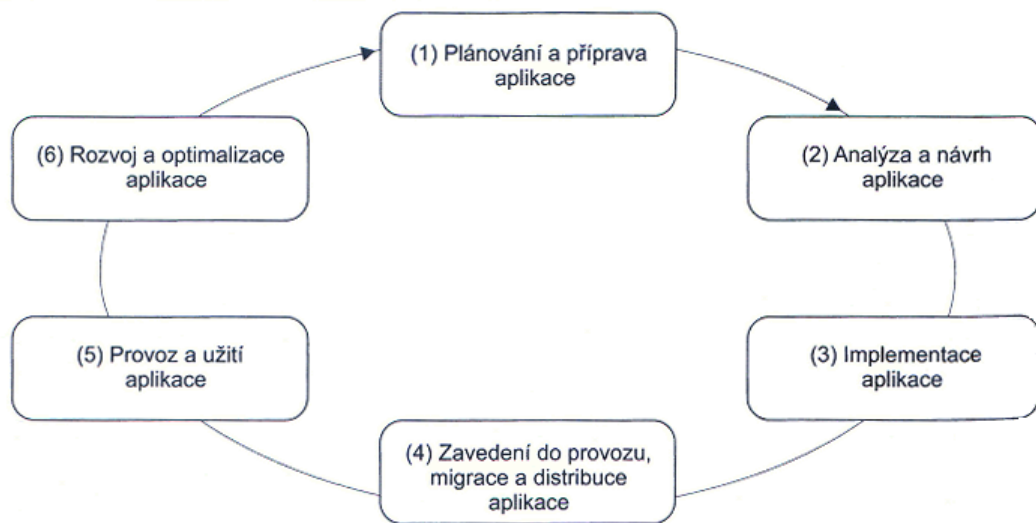 (1) Plánování a příprava
aplikace
(2) Analýza a návrh
aplikace
(3) Implementace
aplikace
(4) Zavedení do provozu,
migrace a distribuce
aplikace
(5) Provoz a užití
aplikace
(6) Rozvoj a optimalizace
aplikace